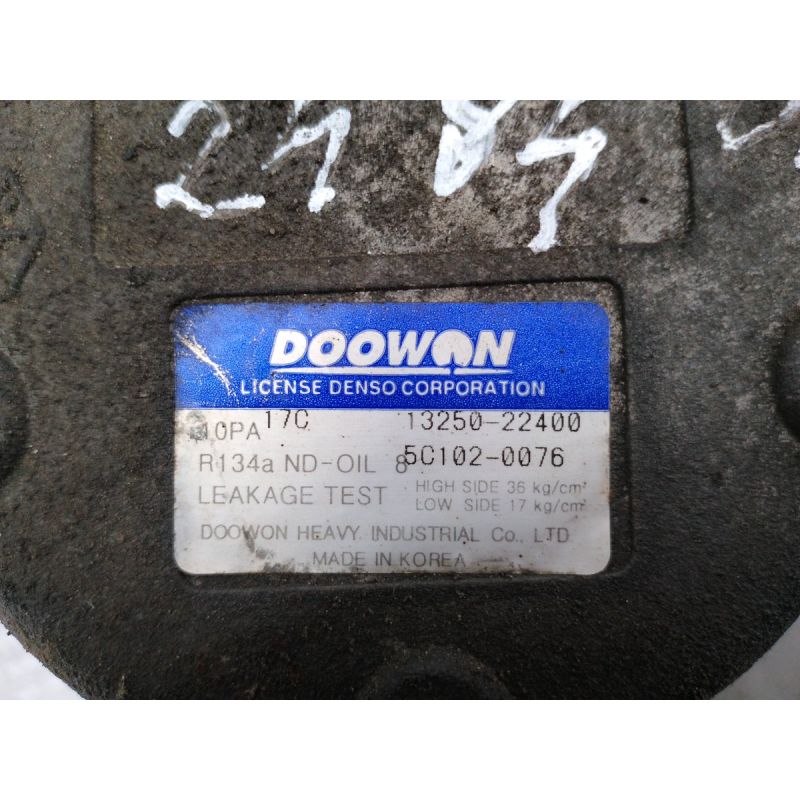 DOOWON
LICENSE DENSO CORPORATION
10PA 17C 13250-22400
R134a ND-OIL 8 5C102-0076
LEAKAGE TEST HIGH SIDE 36 kg/cm²
LOW SIDE 17 kg/cm²
DOOWON HEAVY INDUSTRIAL Co., LTD
MADE IN KOREA